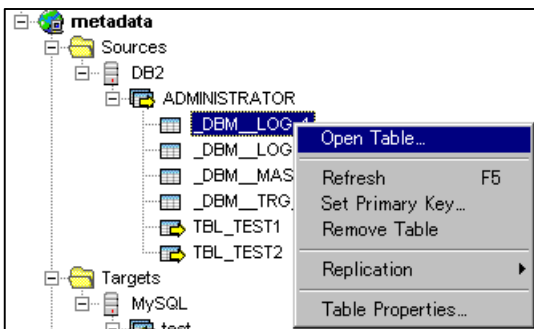 metadata
Sources
DB2
ADMINISTRATOR
_DBM__LOG_1
_DBM__LOG
_DBM__MAS
_DBM__TRG_
TBL_TEST1
TBL_TEST2
Targets
MySQL
test
Open Table...
Refresh F5
Set Primary Key...
Remove Table
Replication
Table Properties...